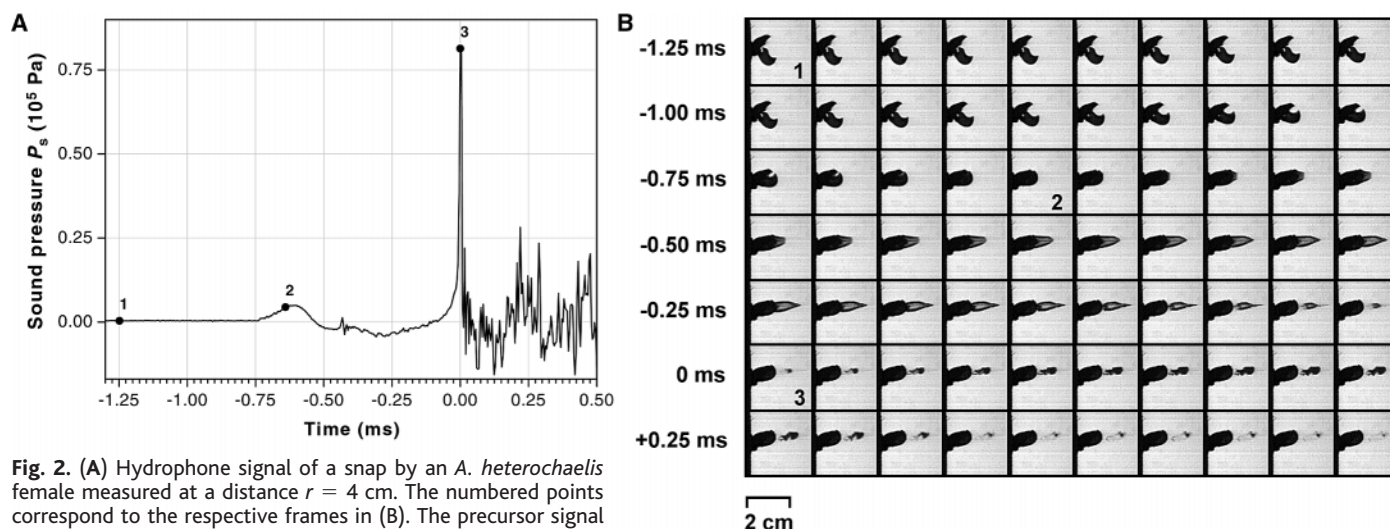 A
Sound pressure Pₛ (10⁵ Pa)
0.75
0.50
0.25
0.00
1
2
3
-1.25
-1.00
-0.75
-0.50
-0.25
0.00
0.25
0.50
Time (ms)
Fig. 2. (A) Hydrophone signal of a snap by an A. heterochaelis
female measured at a distance r = 4 cm. The numbered points
correspond to the respective frames in (B). The precursor signal
B
-1.25 ms
1
-1.00 ms
-0.75 ms
2
-0.50 ms
-0.25 ms
0 ms
3
+0.25 ms
2 cm